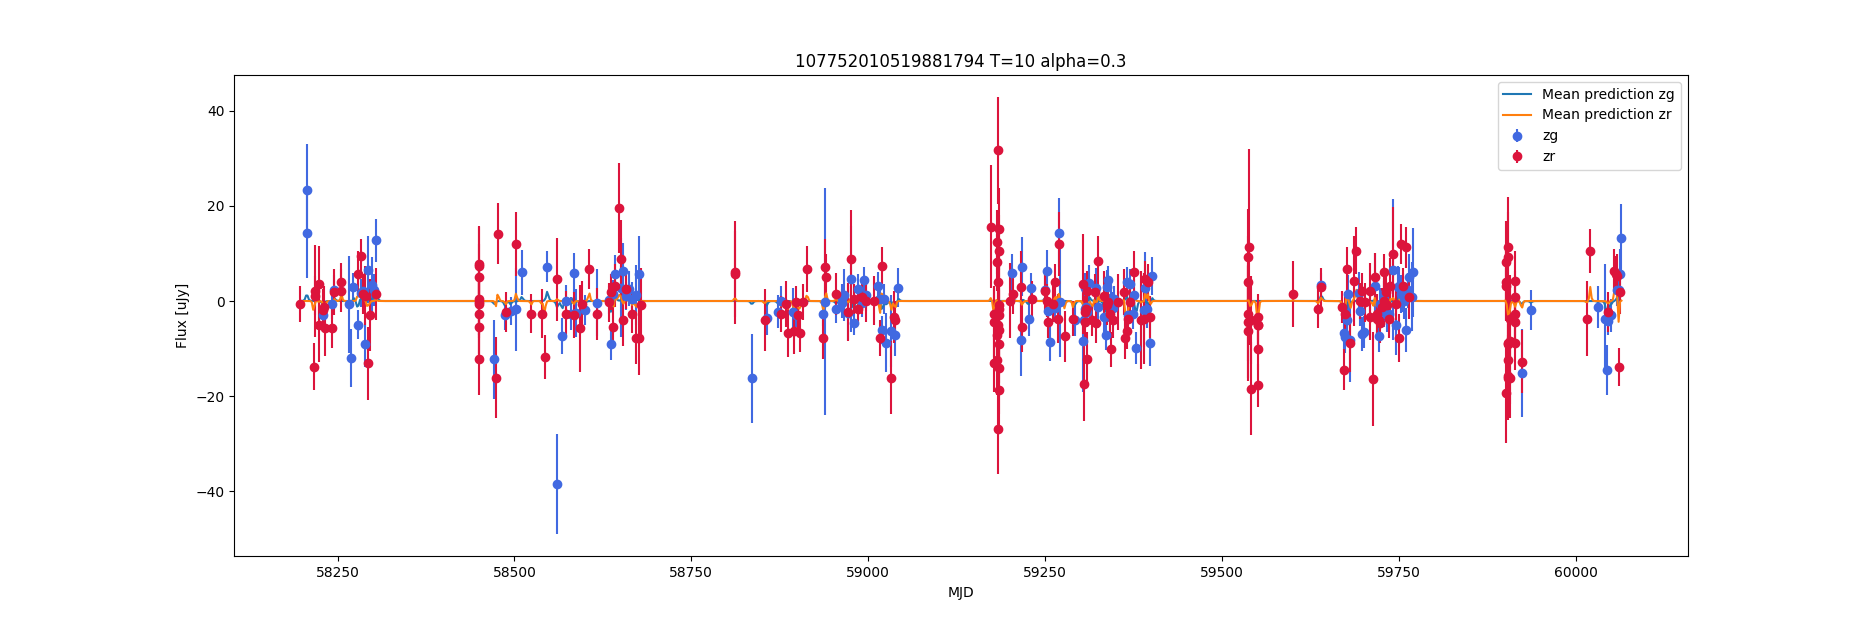 107752010519881794 T=10 alpha=0.3
Mean prediction zg
Mean prediction zr
zg
zr
Flux [uJy]
40
20
0
−20
−40
58250
58500
58750
59000
59250
59500
59750
60000
MJD